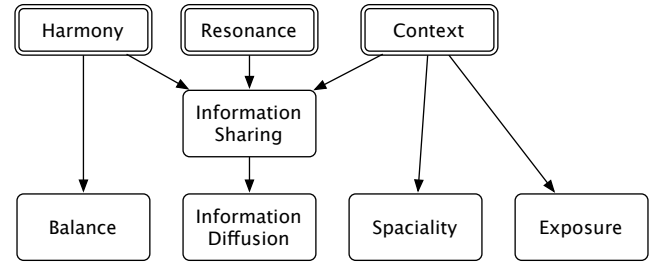 Harmony
Resonance
Context
Information
Sharing
Balance
Information
Diffusion
Spaciality
Exposure